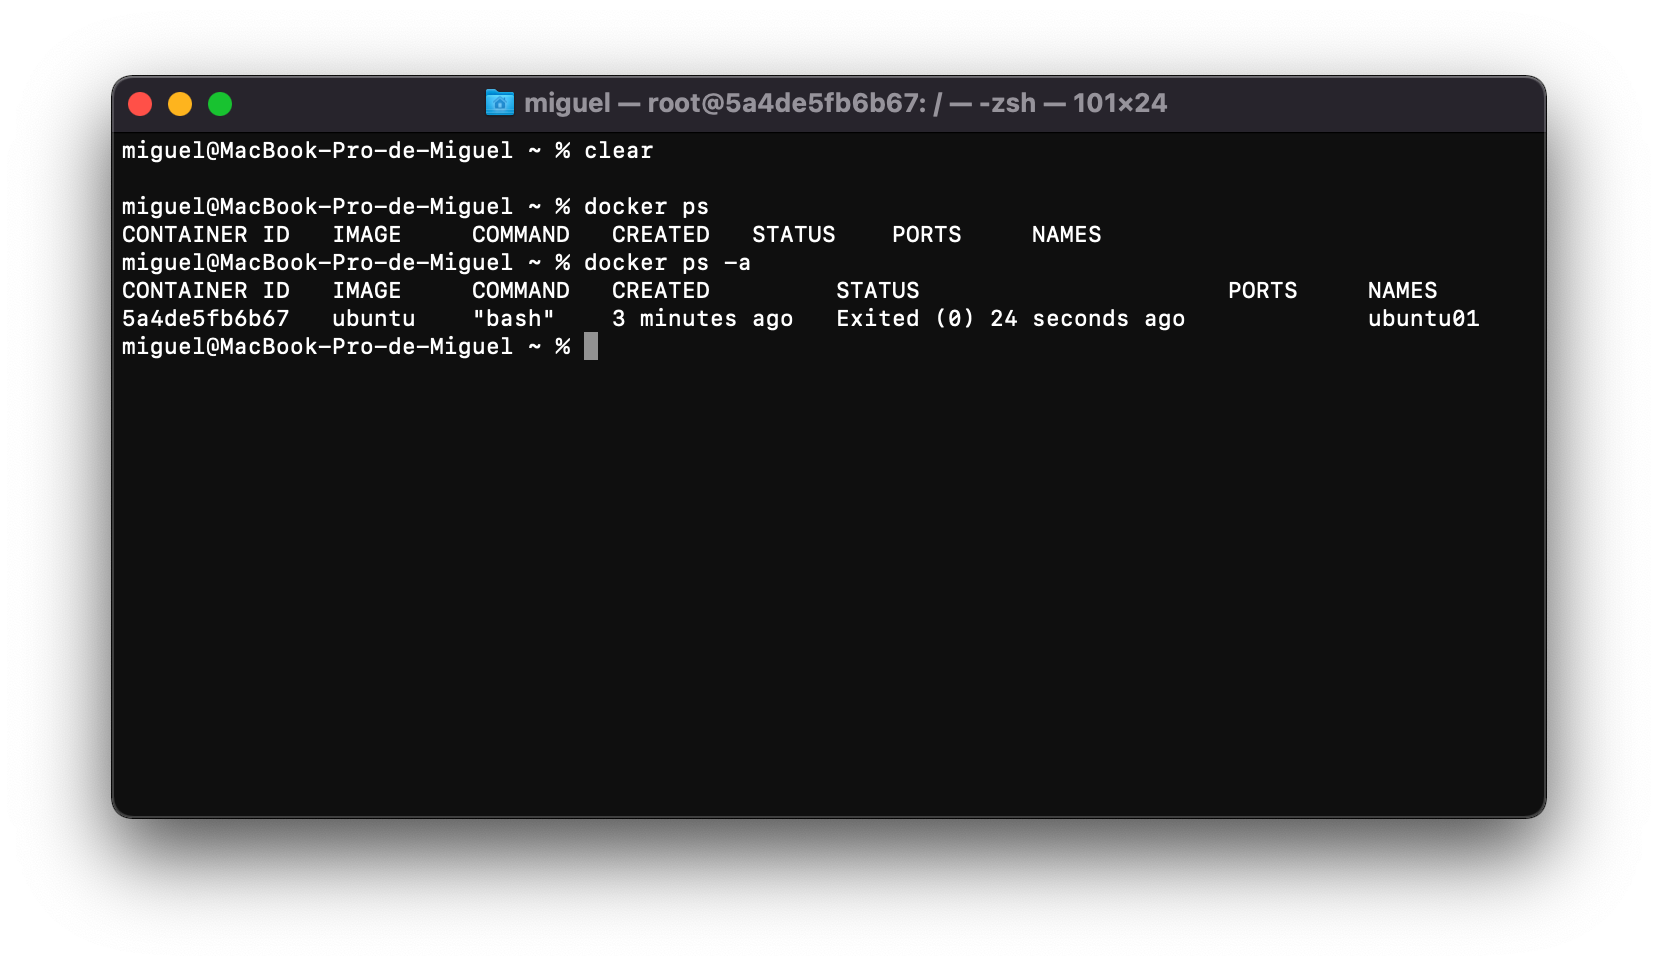 miguel — root@5a4de5fb6b67: / — -zsh — 101×24
miguel@MacBook-Pro-de-Miguel ~ % clear
miguel@MacBook-Pro-de-Miguel ~ % docker ps
CONTAINER ID   IMAGE     COMMAND   CREATED   STATUS    PORTS     NAMES
miguel@MacBook-Pro-de-Miguel ~ % docker ps -a
CONTAINER ID   IMAGE     COMMAND   CREATED         STATUS                      PORTS     NAMES
5a4de5fb6b67   ubuntu    "bash"    3 minutes ago   Exited (0) 24 seconds ago             ubuntu01
miguel@MacBook-Pro-de-Miguel ~ %